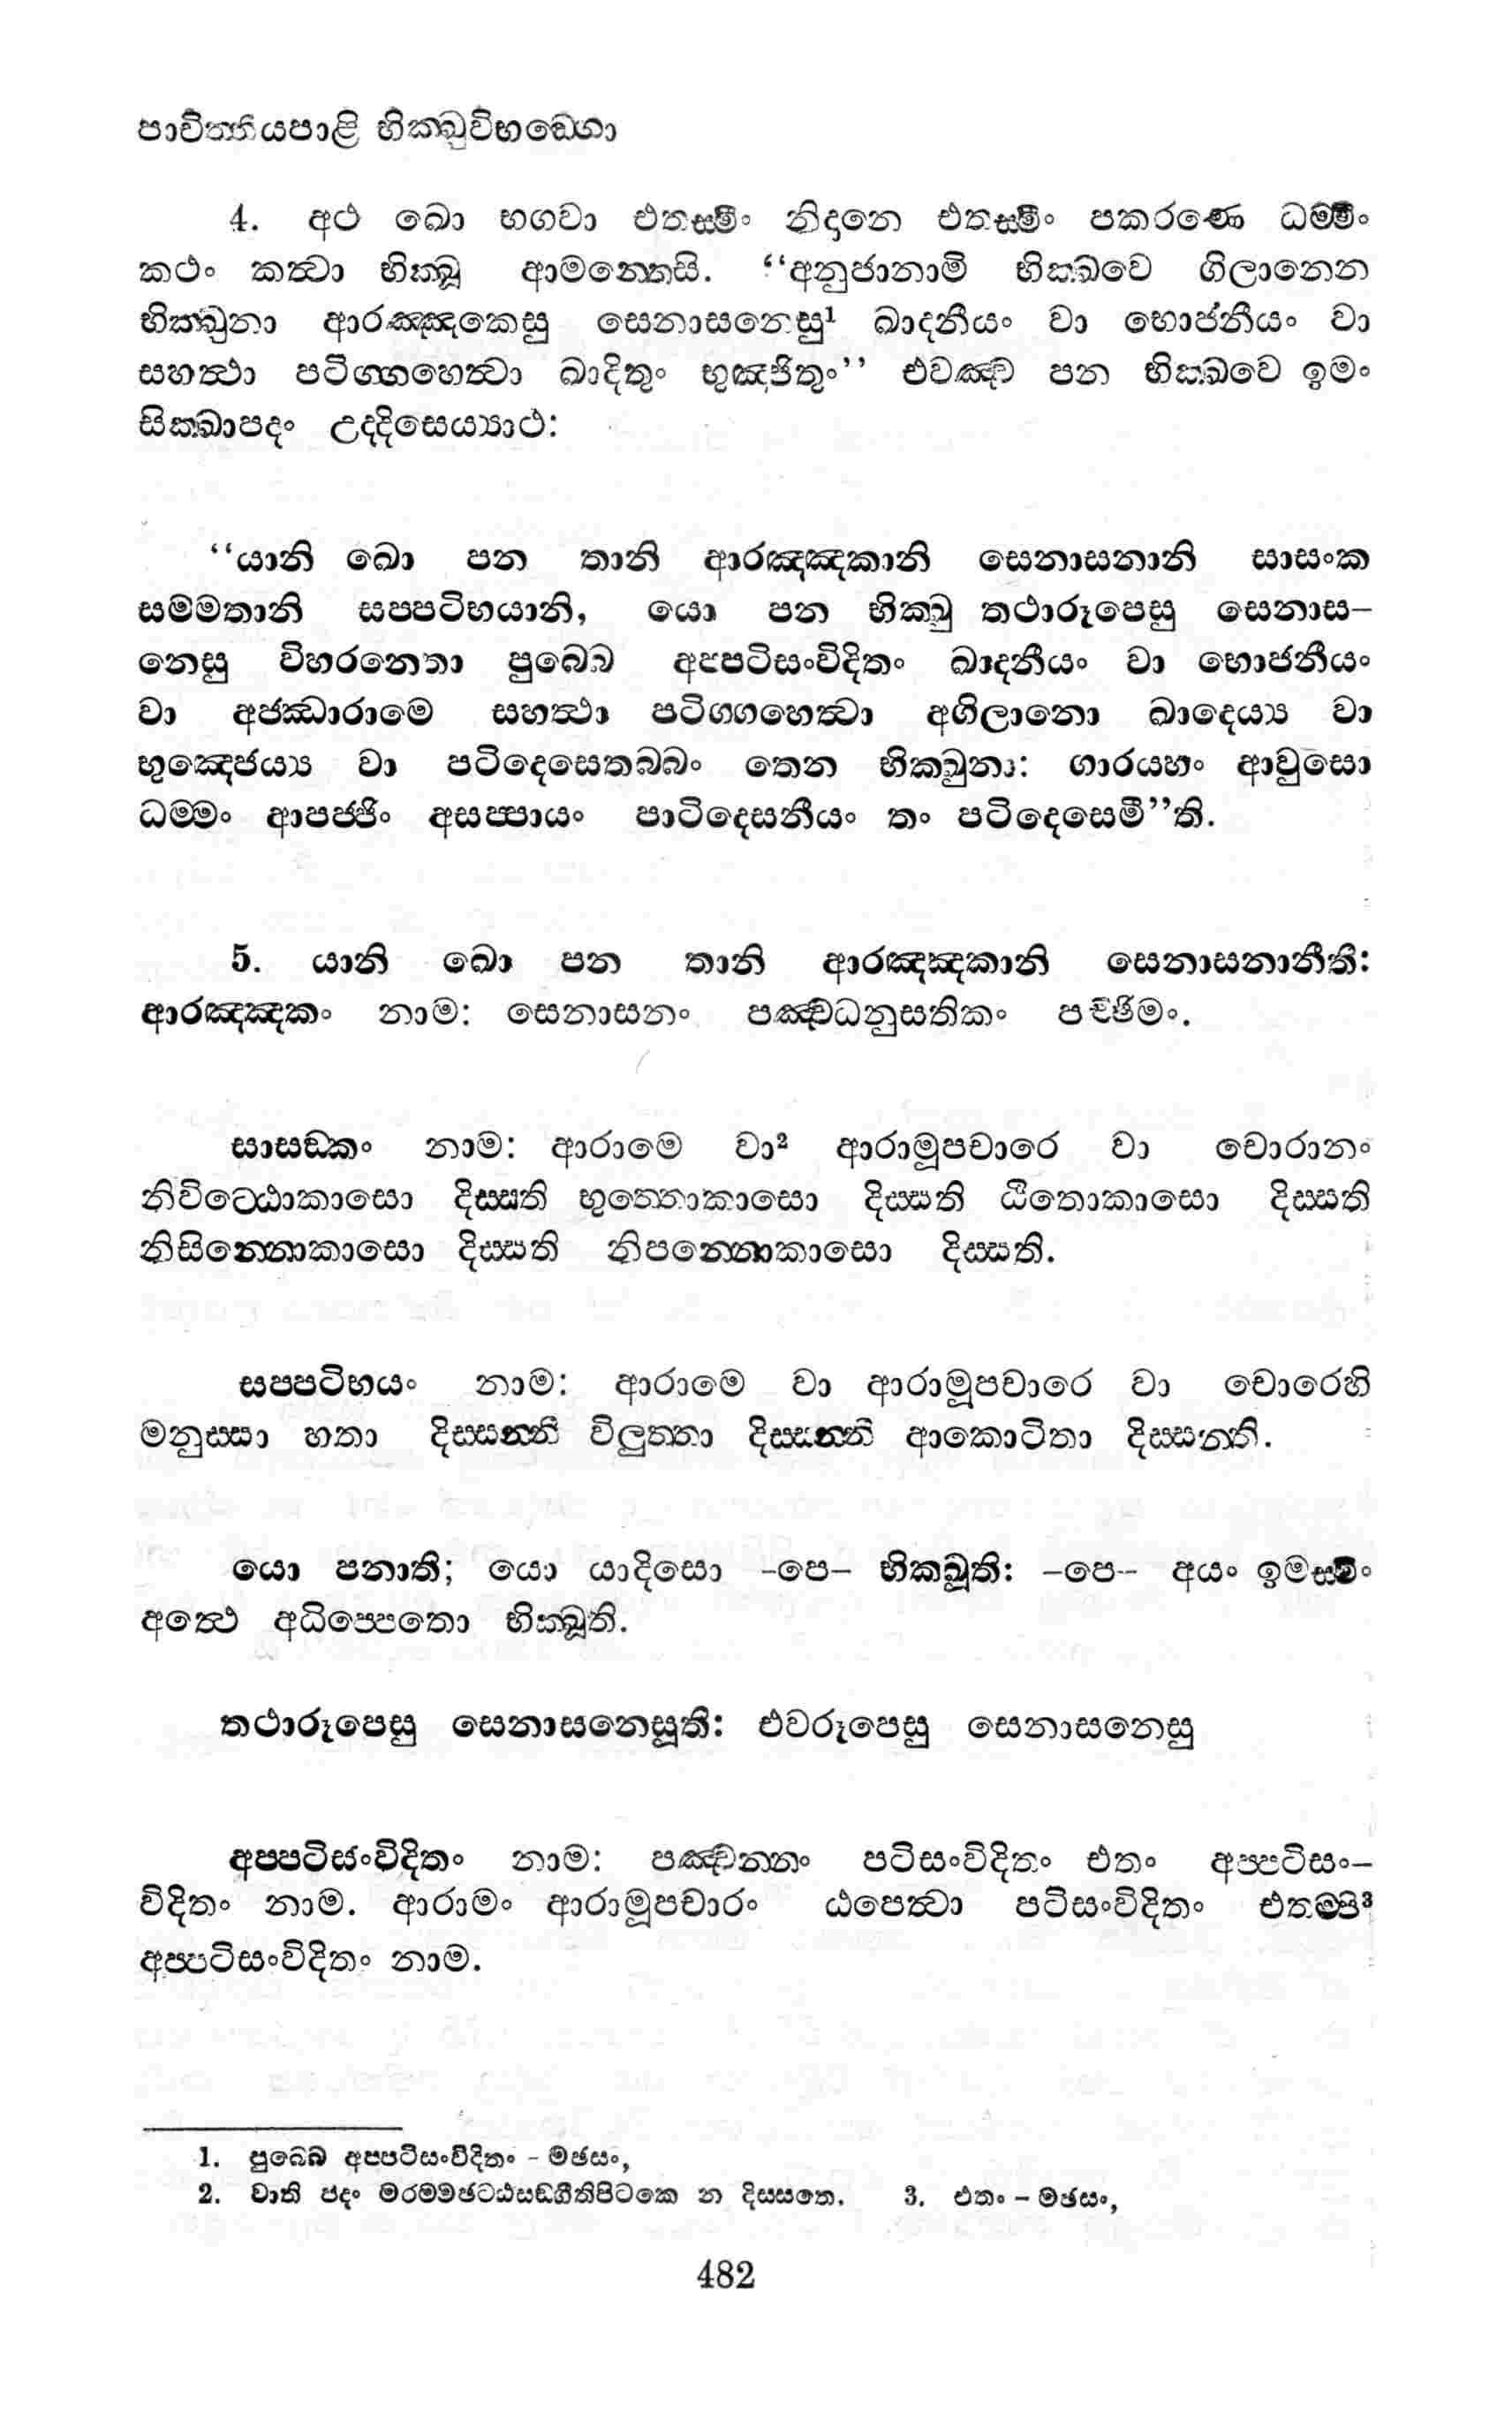 පාචිත්තියපාළි භික්ඛුවිභඞ්ගො
4. අථ ඛො භගවා එතස්මිං නිදානෙ එතස්මිං පකරණෙ ධම්මිං
කථං කත්‍වා භික්ඛූ ආමන්තෙසි. “අනුජානාමි භික්ඛවෙ ගිලානෙන
භික්ඛුනා ආරඤ්ඤකෙසු සෙනාසනෙසු¹ ඛාදනීයං වා භොජනීයං වා
සහත්‍ථා පටිග්ගහෙත්‍වා ඛාදිතුං භුඤ්ජිතුං” එවඤ්ච පන භික්ඛවෙ ඉමං
සික්ඛාපදං උද්දිසෙය්‍යාථ:
“යානි ඛො පන තානි ආරඤ්ඤකානි සෙනාසනානි සාසංක
සම්මතානි සප්පටිභයානි, යො පන භික්ඛු තථාරූපෙසු සෙනාස–
නෙසු විහරන්තො පුබ්බෙ අප්පටිසංවිදිතං ඛාදනීයං වා භොජනීයං
වා අජ්ඣාරාමෙ සහත්‍ථා පටිග්ගහෙත්‍වා අගිලානො ඛාදෙය්‍ය වා
භුඤ්ජෙය්‍ය වා පටිදෙසෙතබ්බං තෙන භික්ඛුනා: ගාරය්හං ආවුසො
ධම්මං ආපජ්ජිං අසප්පායං පාටිදෙසනීයං තං පටිදෙසෙමී”ති.
5. යානි ඛො පන තානි ආරඤ්ඤකානි සෙනාසනානීති:
ආරඤ්ඤකං නාම: සෙනාසනං පඤ්චධනුසතිකං පච්ඡිමං.
සාසඞ්කං නාම: ආරාමෙ වා² ආරාමූපචාරෙ වා චොරානං
නිවිට්ඨොකාසො දිස්සති භුත්තොකාසො දිස්සති ඨිතොකාසො දිස්සති
නිසින්නොකාසො දිස්සති නිපන්නොකාසො දිස්සති.
සප්පටිභයං නාම: ආරාමෙ වා ආරාමූපචාරෙ වා චොරෙහි
මනුස්සා හතා දිස්සන්ති විලුත්තා දිස්සන්ති ආකොටිතා දිස්සන්ති.
යො පනාති; යො යාදිසො –පෙ– භික්ඛූති: –පෙ– අයං ඉමස්මිං
අත්‍ථෙ අධිප්පෙතො භික්ඛූති.
තථාරූපෙසු සෙනාසනෙසූති: එවරූපෙසු සෙනාසනෙසු
අප්පටිසංවිදිතං නාම: පඤ්චන්නං පටිසංවිදිතං එතං අප්පටිසං–
විදිතං නාම. ආරාමං ආරාමූපචාරං ඨපෙත්‍වා පටිසංවිදිතං එතම්පි³
අප්පටිසංවිදිතං නාම.
1. පුබ්බෙ අප්පටිසංවිදිතං – මඡසං,
2. වාති පදං මරම්මඡට්ඨසඞ්ගීතිපිටකෙ න දිස්සතෙ. 3. එතං – මඡසං,
482